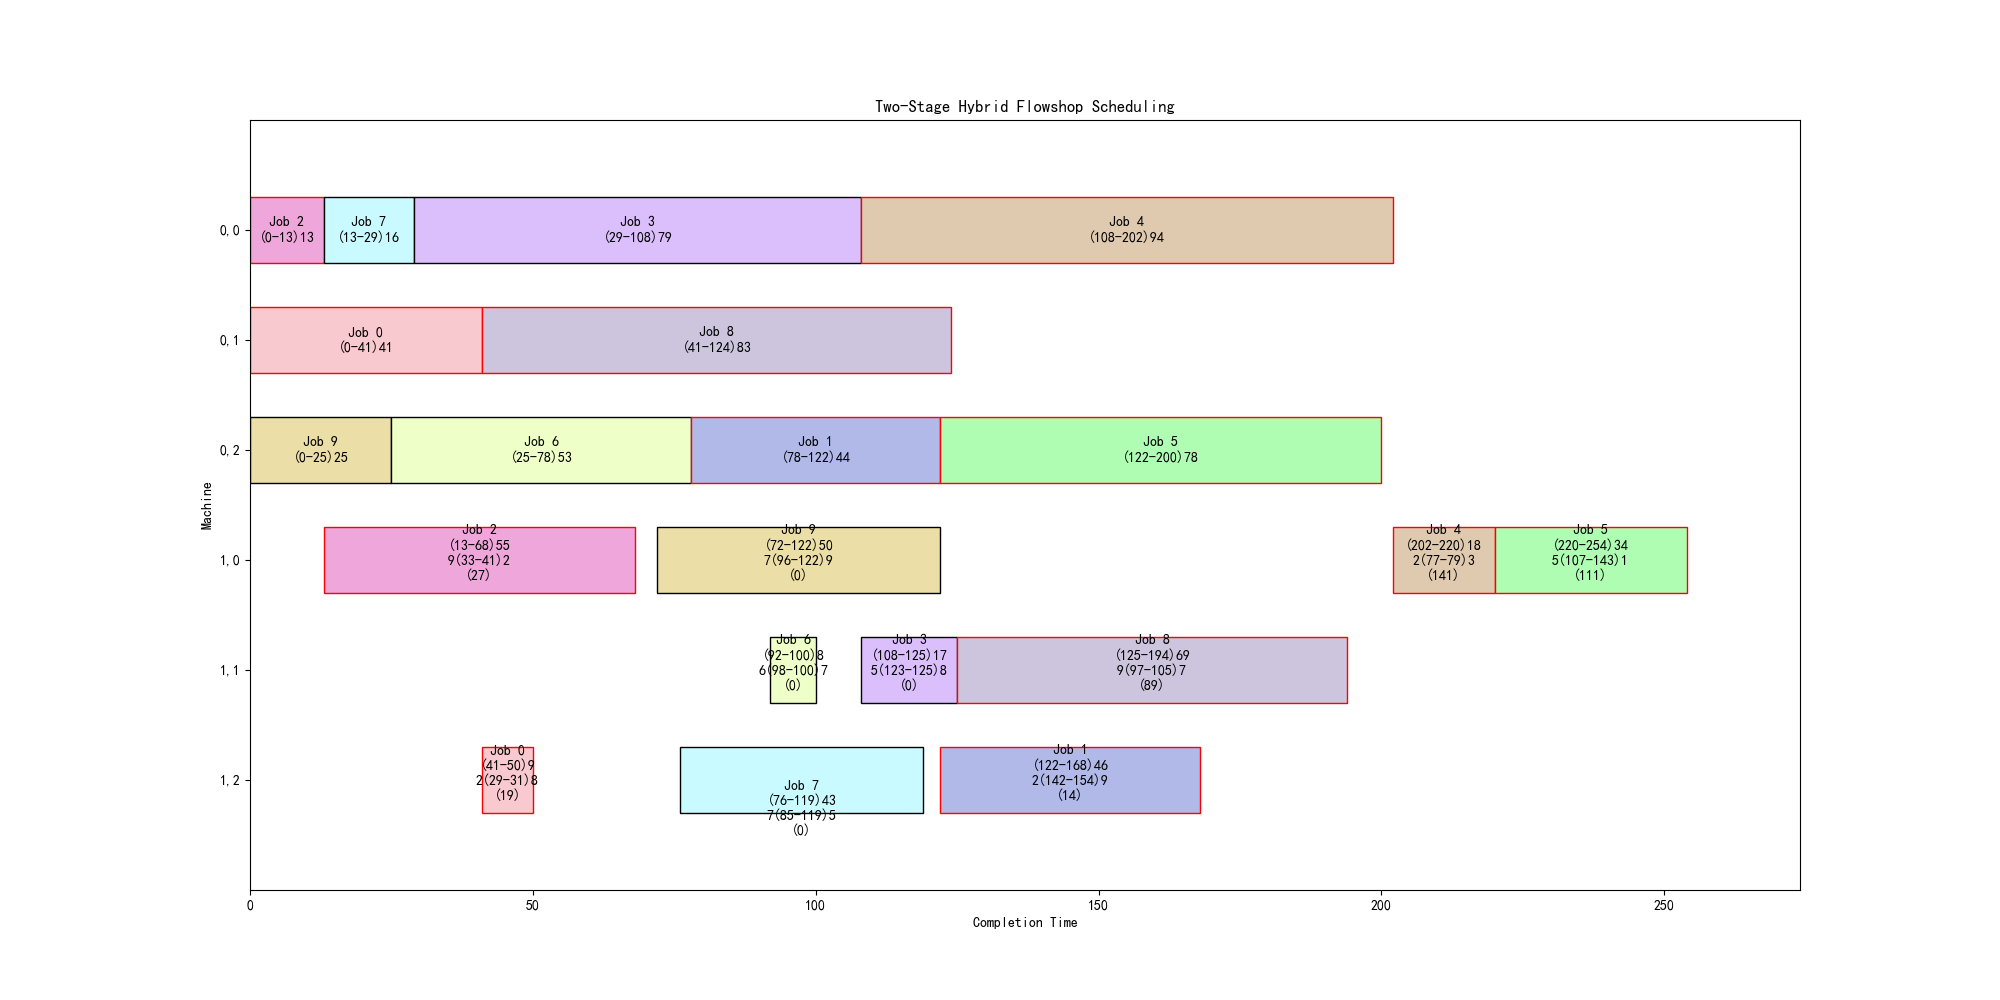 Two-Stage Hybrid Flowshop Scheduling
Machine
0,0
Job 2
(0-13)13
Job 7
(13-29)16
Job 3
(29-108)79
Job 4
(108-202)94
0,1
Job 0
(0-41)41
Job 8
(41-124)83
0,2
Job 9
(0-25)25
Job 6
(25-78)53
Job 1
(78-122)44
Job 5
(122-200)78
1,0
Job 2
(13-68)55
9(33-41)2
(27)
Job 9
(72-122)50
7(96-122)9
(0)
Job 4
(202-220)18
2(77-79)3
(141)
Job 5
(220-254)34
5(107-143)1
(111)
1,1
Job 6
(92-100)8
6(98-100)7
(0)
Job 3
(108-125)17
5(123-125)8
(0)
Job 8
(125-194)69
9(97-105)7
(89)
1,2
Job 0
(41-50)9
2(29-31)8
(19)
Job 7
(76-119)43
7(85-119)5
(0)
Job 1
(122-168)46
2(142-154)9
(14)
0
50
100
150
200
250
Completion Time